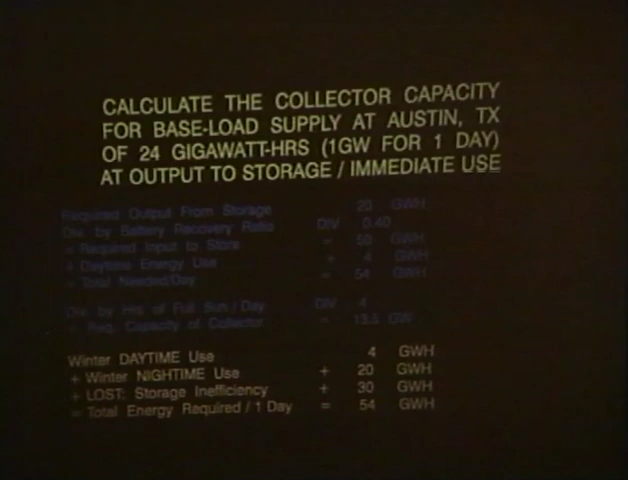 CALCULATE THE COLLECTOR CAPACITY
FOR BASE-LOAD SUPPLY AT AUSTIN, TX
OF 24 GIGAWATT-HRS (1GW FOR 1 DAY)
AT OUTPUT TO STORAGE / IMMEDIATE USE
Required Output From Storage 20 GWH
Div. by Battery Recovery Ratio DIV 0.40
= Required Input to Store = 50 GWH
+ Daytime Energy Use + 4 GWH
= Total Needed/Day = 54 GWH
Div. by Hrs. of Full Sun / Day DIV 4
= Req. Capacity of Collector = 13.5 GW
Winter DAYTIME Use 4 GWH
+ Winter NIGHTIME Use + 20 GWH
+ LOST: Storage Inefficiency + 30 GWH
= Total Energy Required / 1 Day = 54 GWH